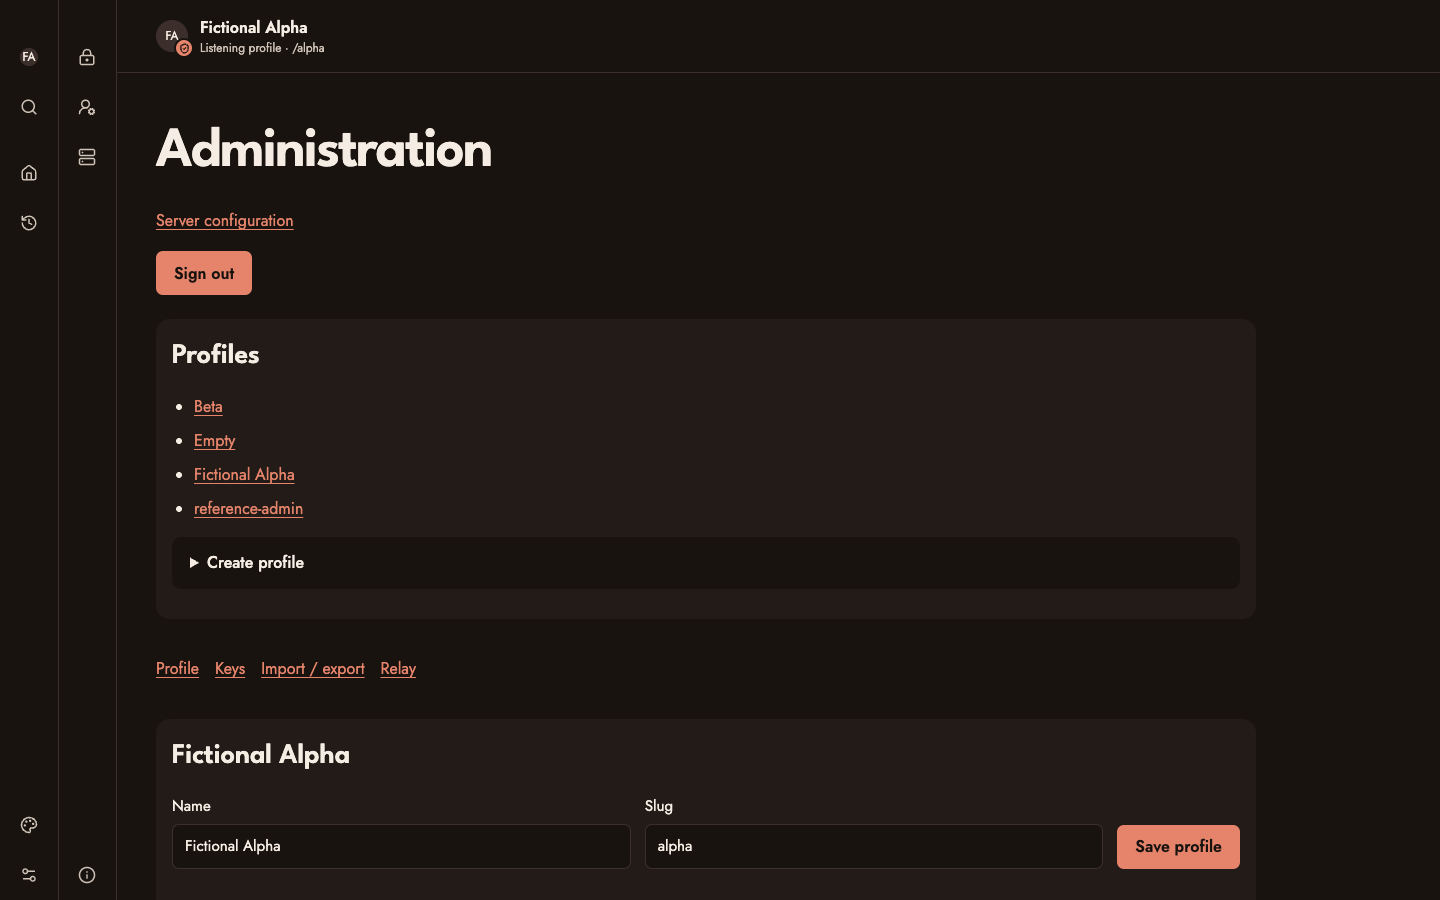 FA
FA
Fictional Alpha
Listening profile · /alpha
Administration
Server configuration
Sign out
Profiles
Beta
Empty
Fictional Alpha
reference-admin
Create profile
Profile Keys Import / export Relay
Fictional Alpha
Name Slug
Fictional Alpha alpha Save profile